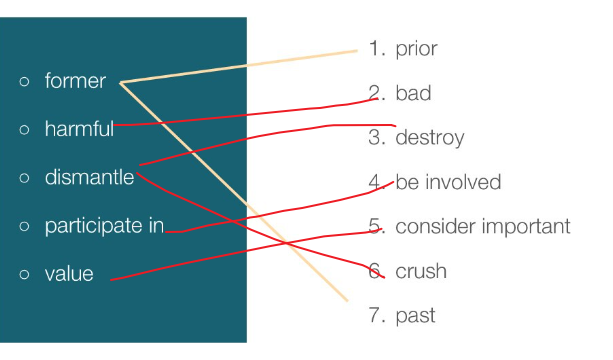 ○ former
○ harmful
○ dismantle
○ participate in
○ value
1. prior
2. bad
3. destroy
4. be involved
5. consider important
6. crush
7. past